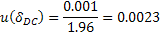 u(δ_DC) = 0.001 / 1.96 = 0.0023